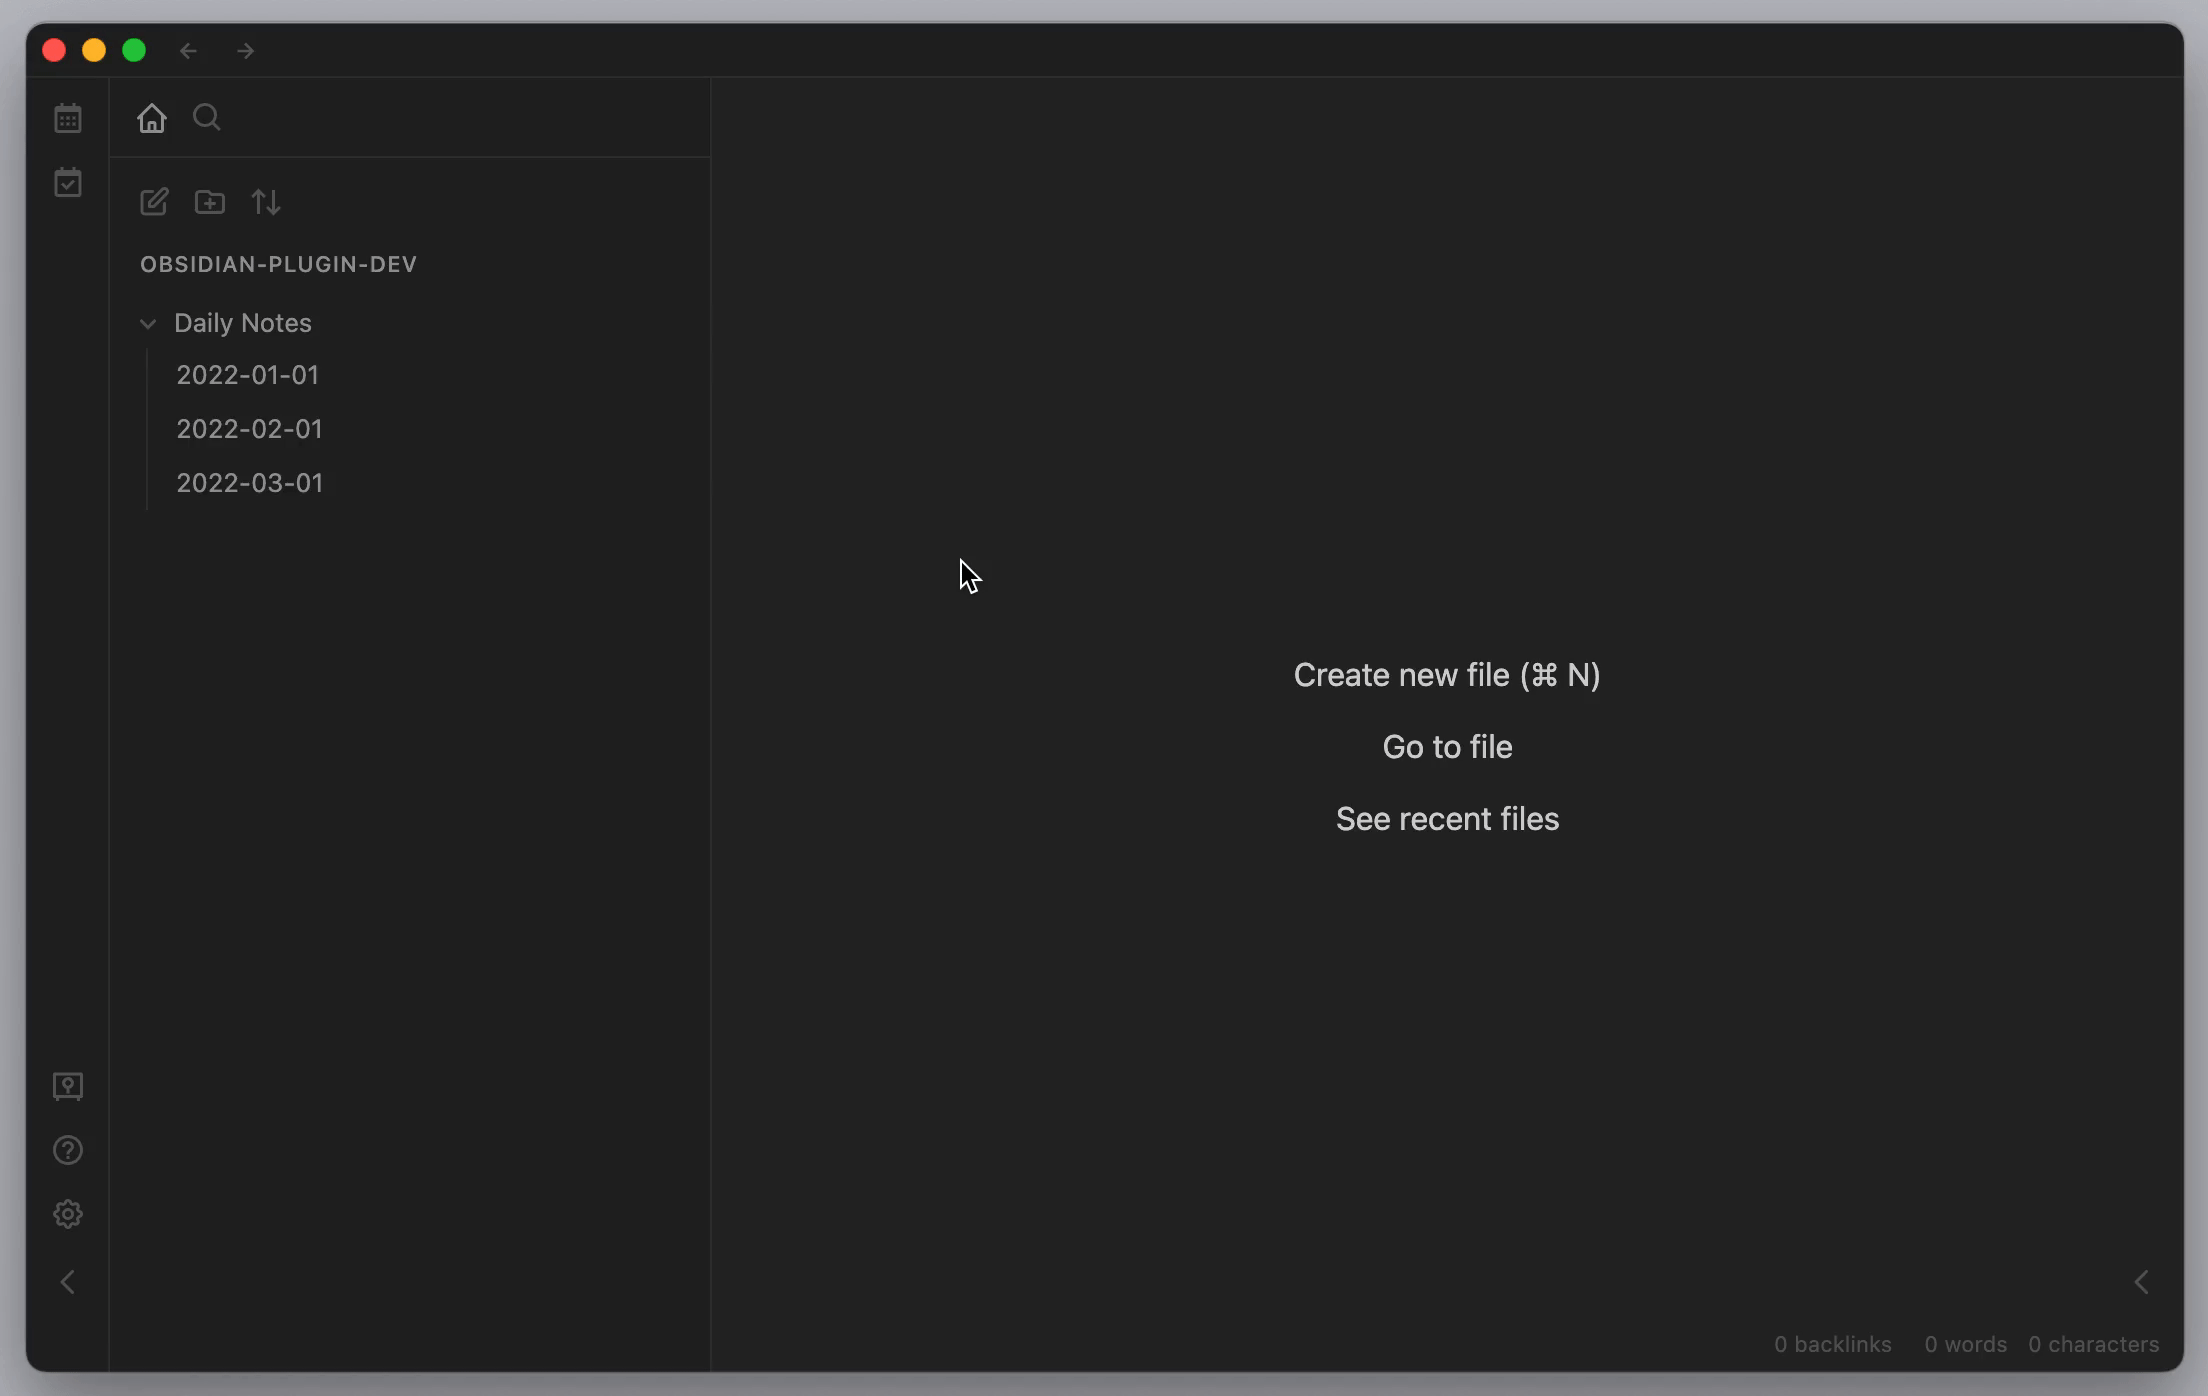 OBSIDIAN-PLUGIN-DEV
Daily Notes
2022-01-01
2022-02-01
2022-03-01
Create new file (⌘ N)
Go to file
See recent files
0 backlinks 0 words 0 characters